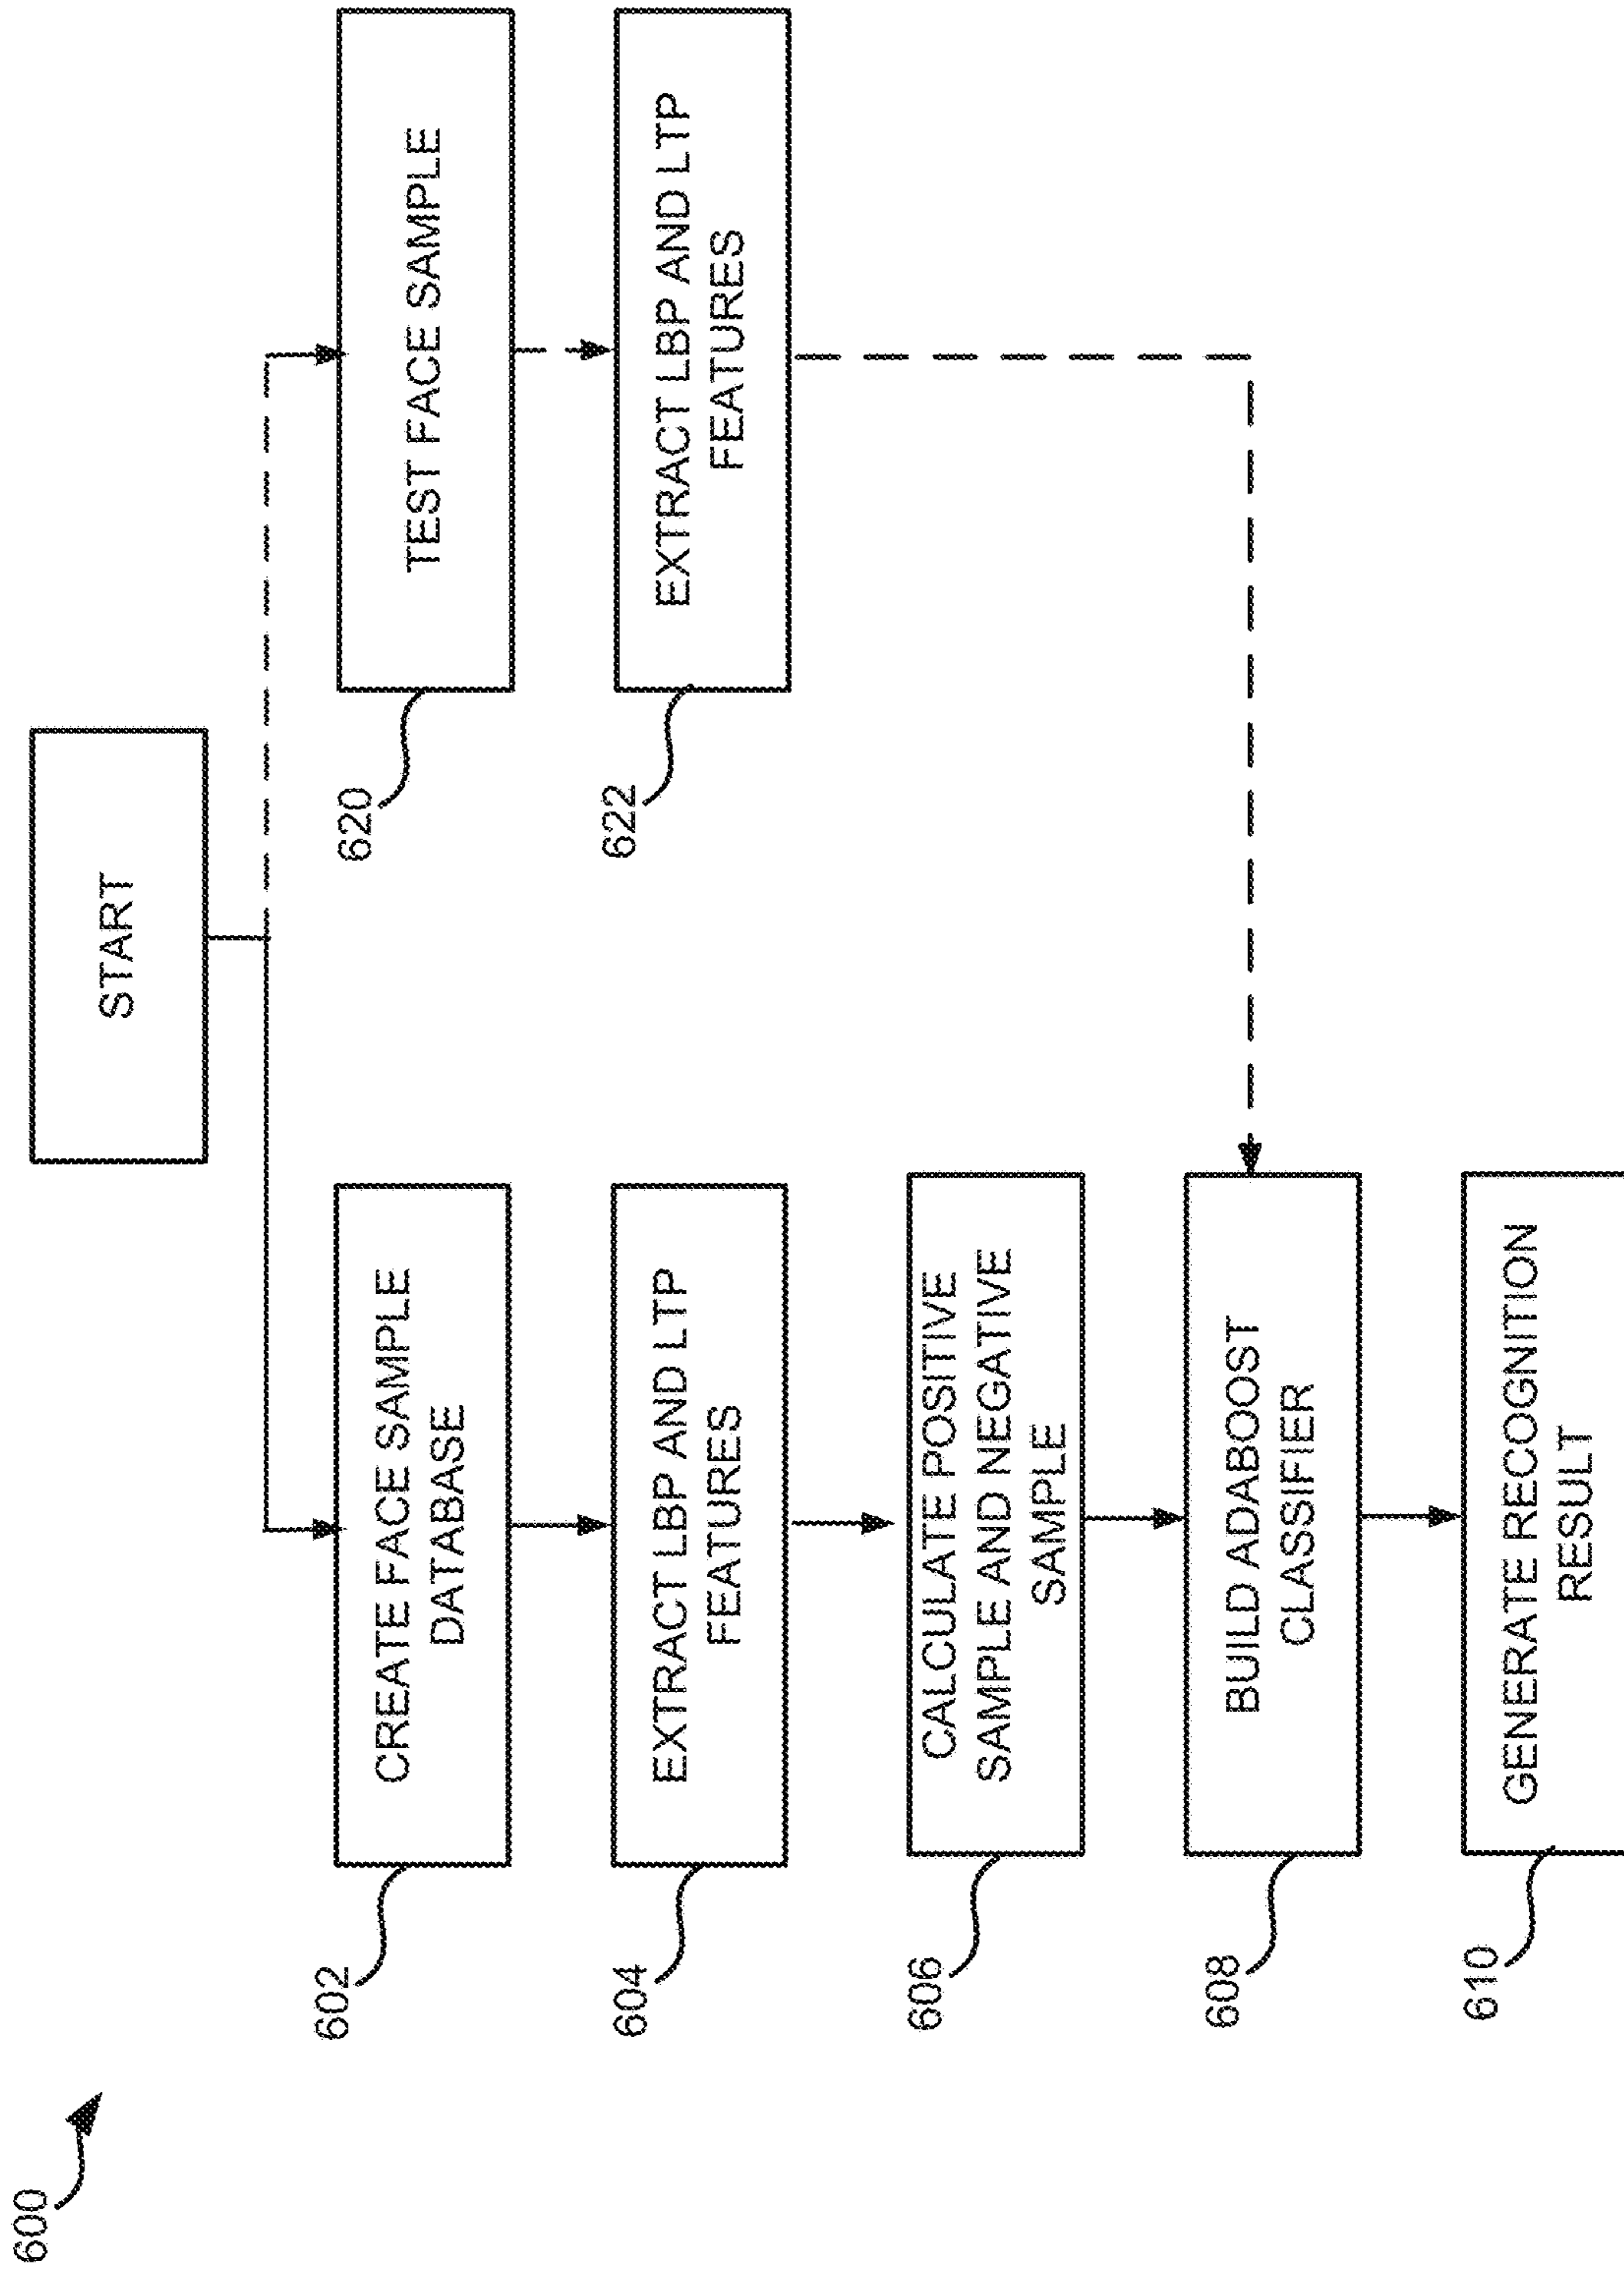 600
START
602
CREATE FACE SAMPLE
DATABASE
604
EXTRACT LBP AND LTP
FEATURES
606
CALCULATE POSITIVE
SAMPLE AND NEGATIVE
SAMPLE
608
BUILD ADABOOST
CLASSIFIER
610
GENERATE RECOGNITION
RESULT
620
TEST FACE SAMPLE
622
EXTRACT LBP AND LTP
FEATURES